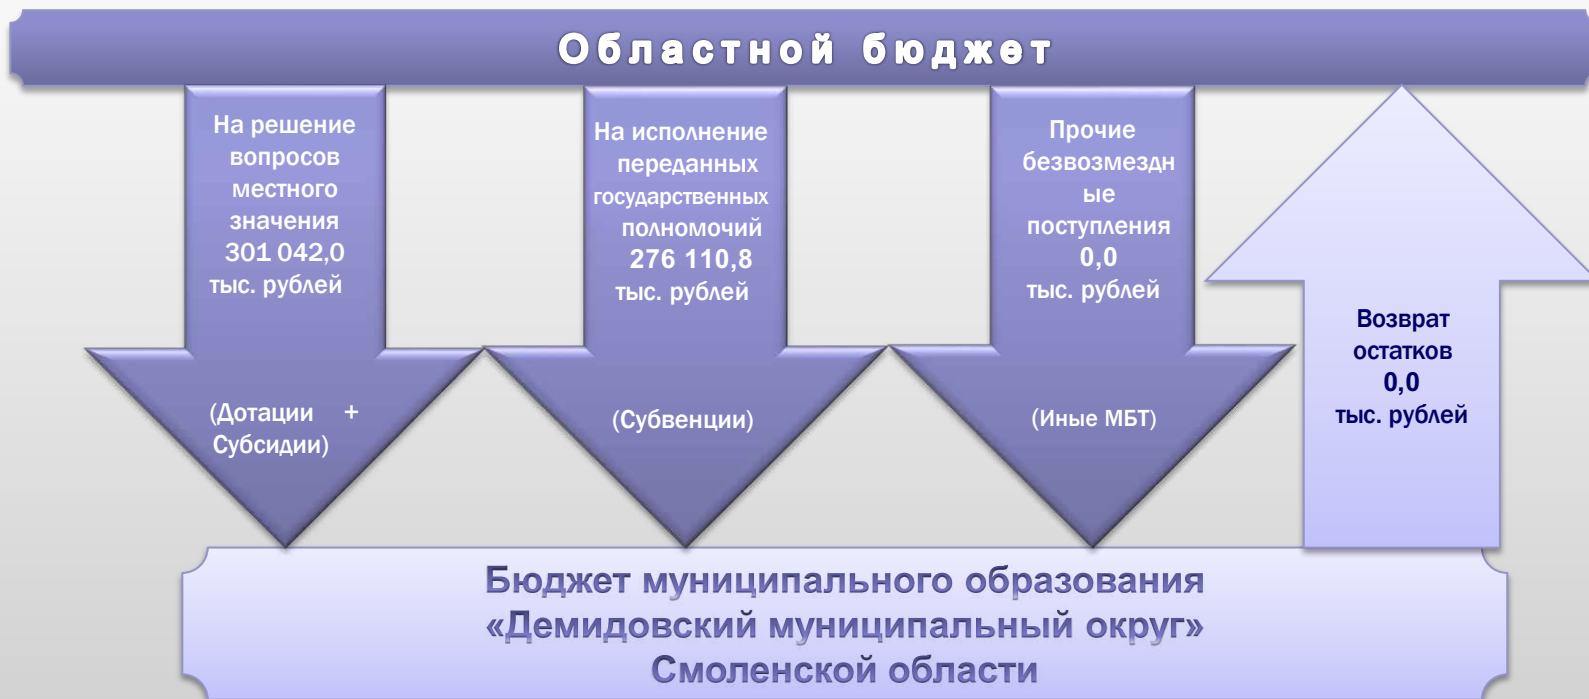 Областной бюджет
На решение
вопросов
местного
значения
301 042,0
тыс. рублей
(Дотации +
Субсидии)
На исполнение
переданных
государственных
полномочий
276 110,8
тыс. рублей
(Субвенции)
Прочие
безвозмездн
ые
поступления
0,0
тыс. рублей
(Иные МБТ)
Возврат
остатков
0,0
тыс. рублей
Бюджет муниципального образования
«Демидовский муниципальный округ»
Смоленской области